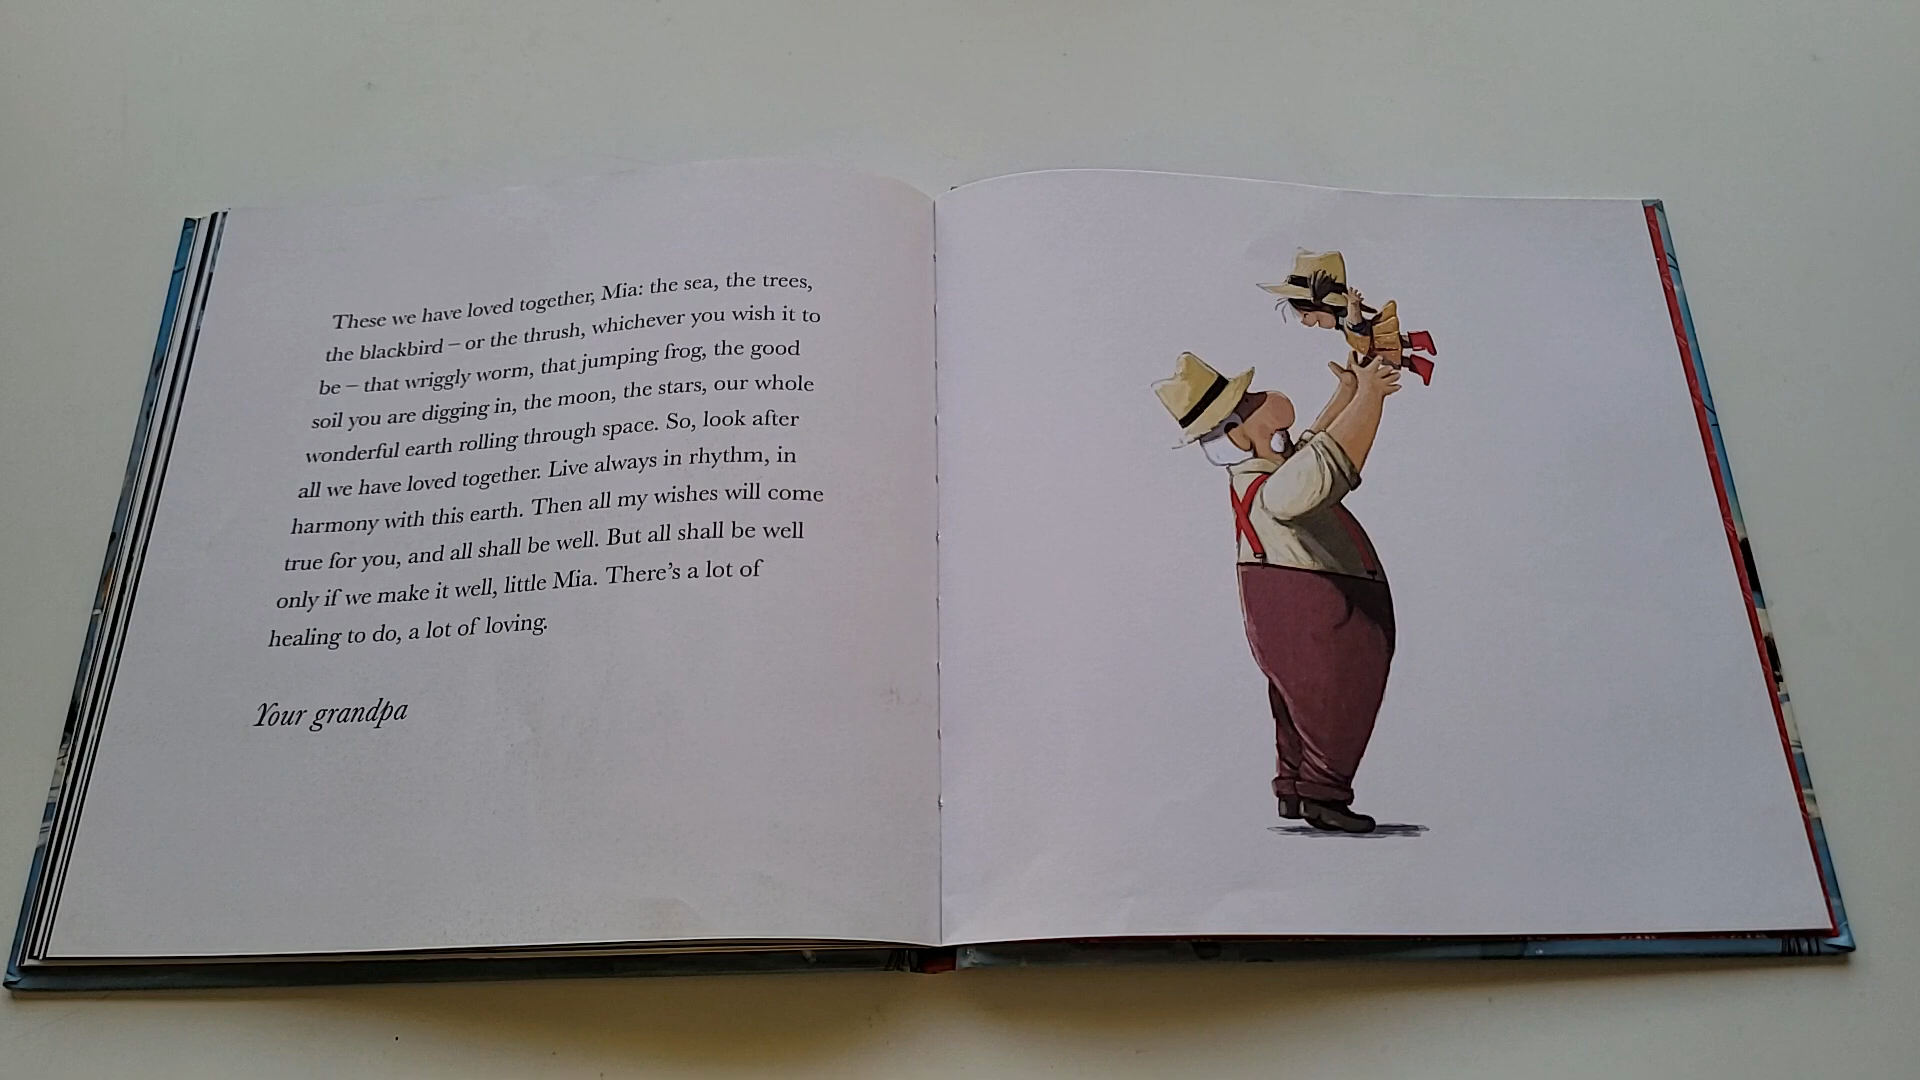 These we have loved together, Mia: the sea, the trees,
the blackbird – or the thrush, whichever you wish it to
be – that wriggly worm, that jumping frog, the good
soil you are digging in, the moon, the stars, our whole
wonderful earth rolling through space. So, look after
all we have loved together. Live always in rhythm, in
harmony with this earth. Then all my wishes will come
true for you, and all shall be well. But all shall be well
only if we make it well, little Mia. There's a lot of
healing to do, a lot of loving.
Your grandpa